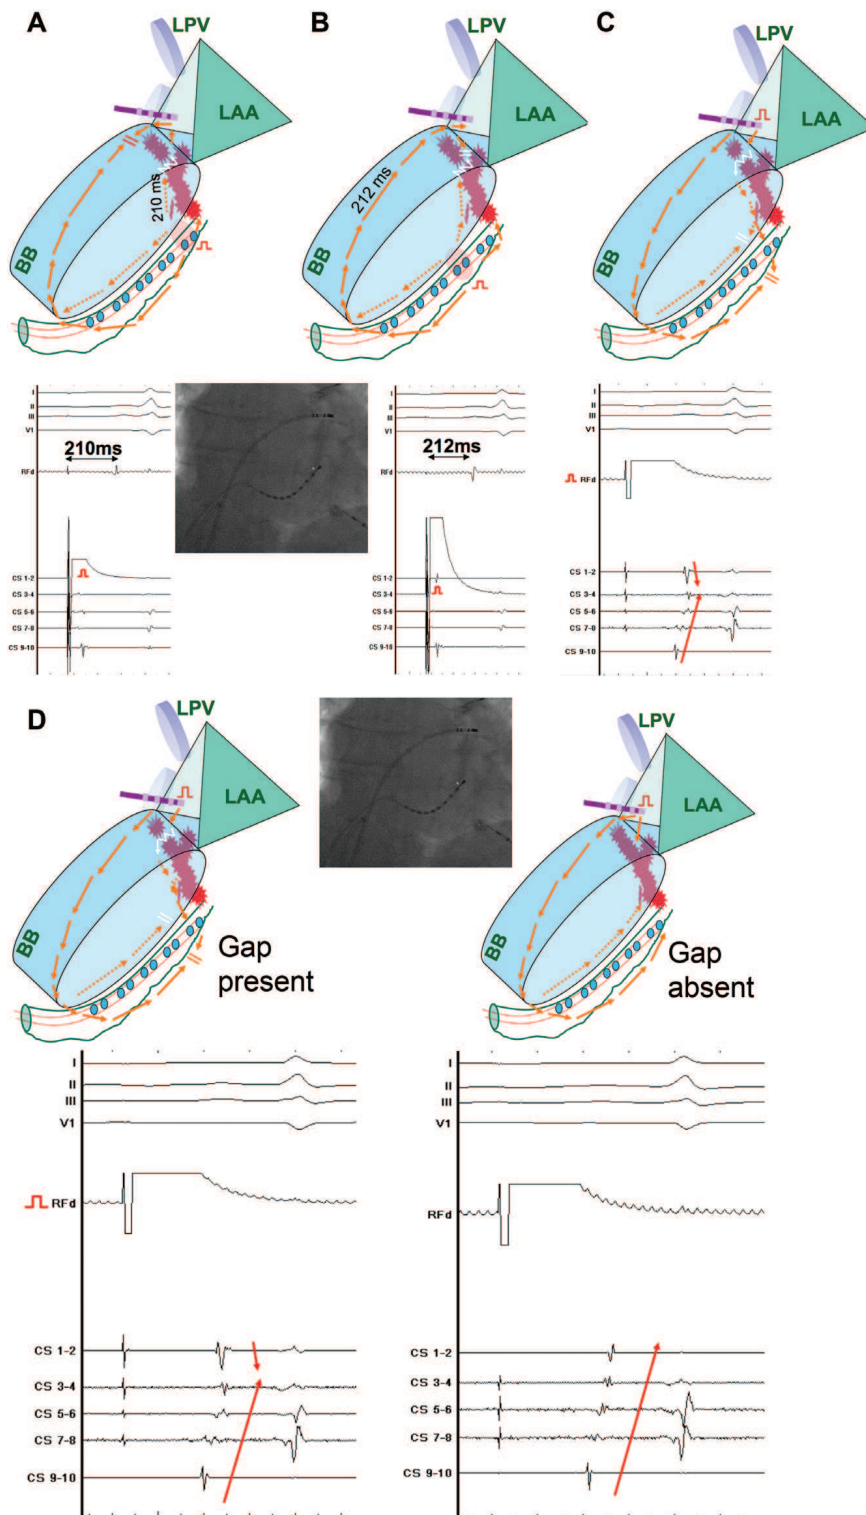 A
B
C
LPV
LAA
210 ms
BB
LAA
212 ms
BB
LAA
BB
I
II
III
V1
210ms
RFd
CS 1-2
CS 3-4
CS 5-6
CS 7-8
CS 9-10
I
II
III
V1
212ms
RFd
CS 1-2
CS 3-4
CS 5-6
CS 7-8
CS 9-10
I
II
III
V1
RFd
CS 1-2
CS 3-4
CS 5-6
CS 7-8
CS 9-10
D
LPV
LAA
BB
Gap
present
LPV
LAA
BB
Gap
absent
I
II
III
V1
RFd
CS 1-2
CS 3-4
CS 5-6
CS 7-8
CS 9-10
I
II
III
V1
RFd
CS 1-2
CS 3-4
CS 5-6
CS 7-8
CS 9-10